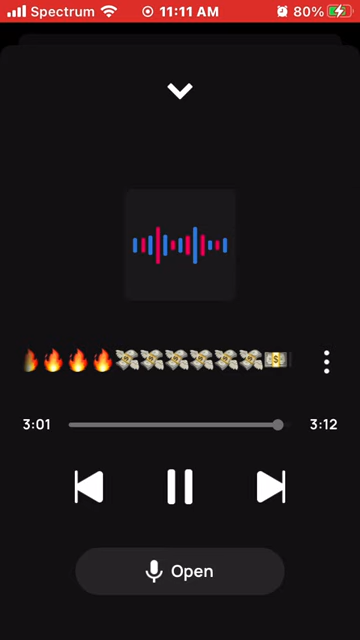 Spectrum 11:11 AM 80%
🔥🔥🔥🔥💸💸💸💸💸💸💵
3:01 3:12
Open